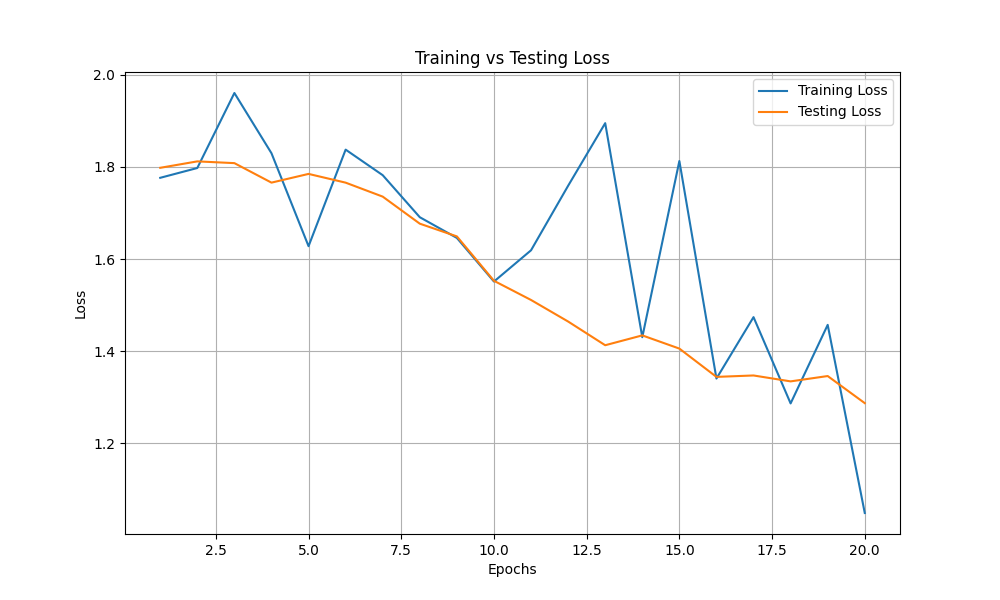 Training vs Testing Loss
Training Loss
Testing Loss
2.0
1.8
1.6
1.4
1.2
Loss
2.5 5.0 7.5 10.0 12.5 15.0 17.5 20.0
Epochs